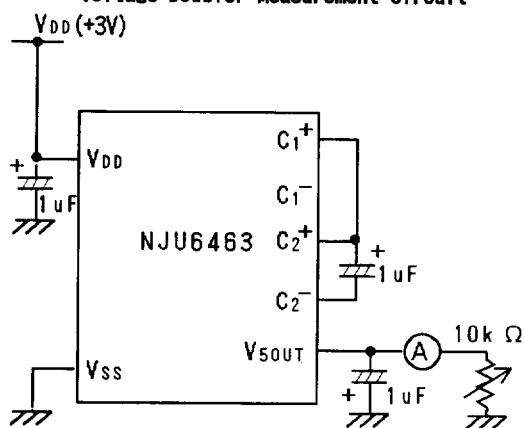 Voltage Doubler Measurement Circuit
VDD (+3V)
C1+
+
VDD
1uF
C1-
NJU6463
C2+
+
1uF
C2-
10k Ω
V5OUT
A
VSS
+
1uF